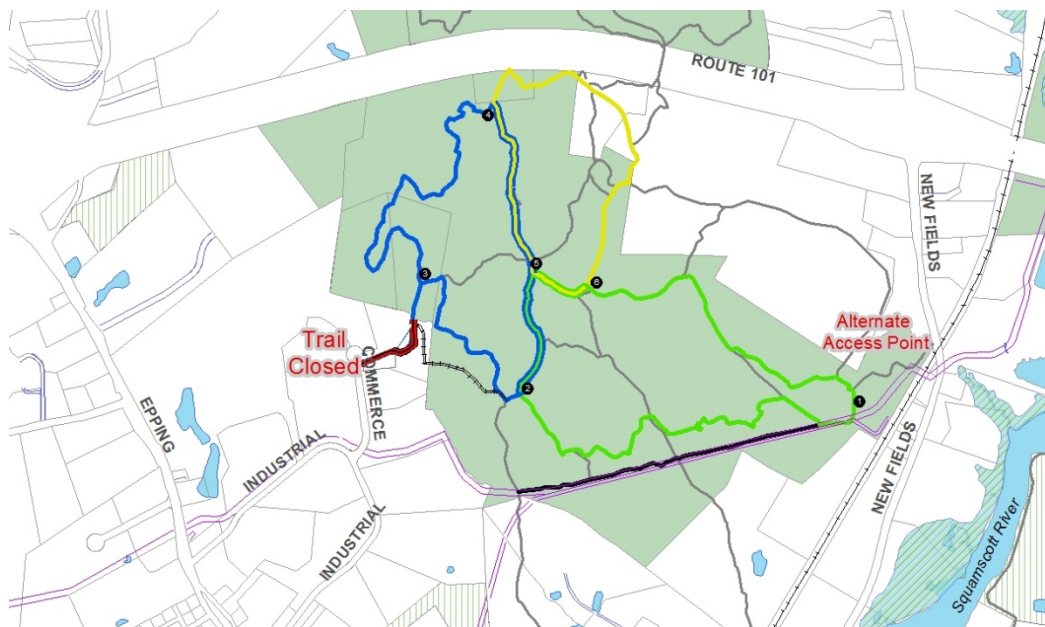 ROUTE 101
4
NEW FIELDS
5
3
6
Alternate
Access Point
Trail
Closed
COMMERCE
2
1
EPPING
INDUSTRIAL
NEW FIELDS
INDUSTRIAL
Squamscott River